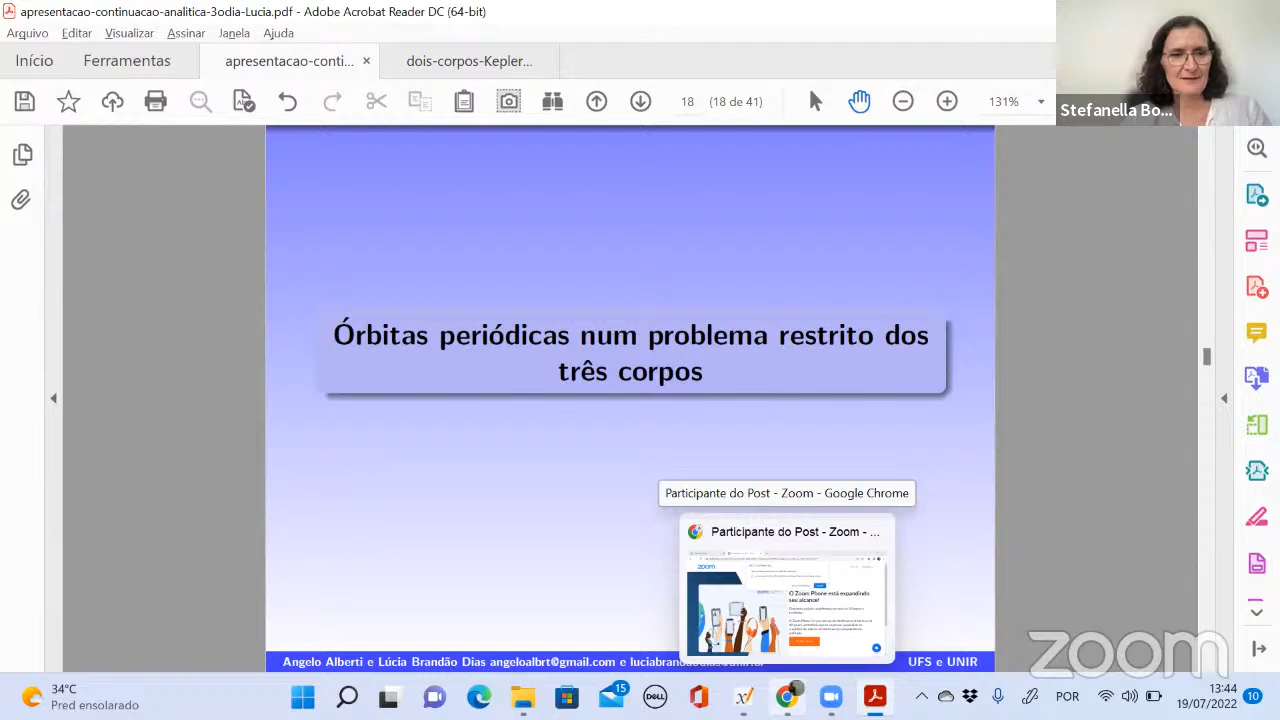 apresentacao-continuacao-analitica-3odia-Lucia.pdf - Adobe Acrobat Reader DC (64-bit)
Arquivo Editar Visualizar Assinar Janela Ajuda
Início Ferramentas apresentacao-conti... × dois-corpos-Kepler...
18 (18 de 41) 131%
Stefanella Bo...
Órbitas periódicas num problema restrito dos
três corpos
Participante do Post - Zoom - Google Chrome
Participante do Post - Zoom - ...
zoom
O Zoom Phone está expandindo
seu alcance!
Angelo Alberti e Lúcia Brandão Dias angeloalbrt@gmail.com e UFS e UNIR
zoom
34°C
Pred ensolarado
15
DELL
POR
13:44
19/07/2022
10